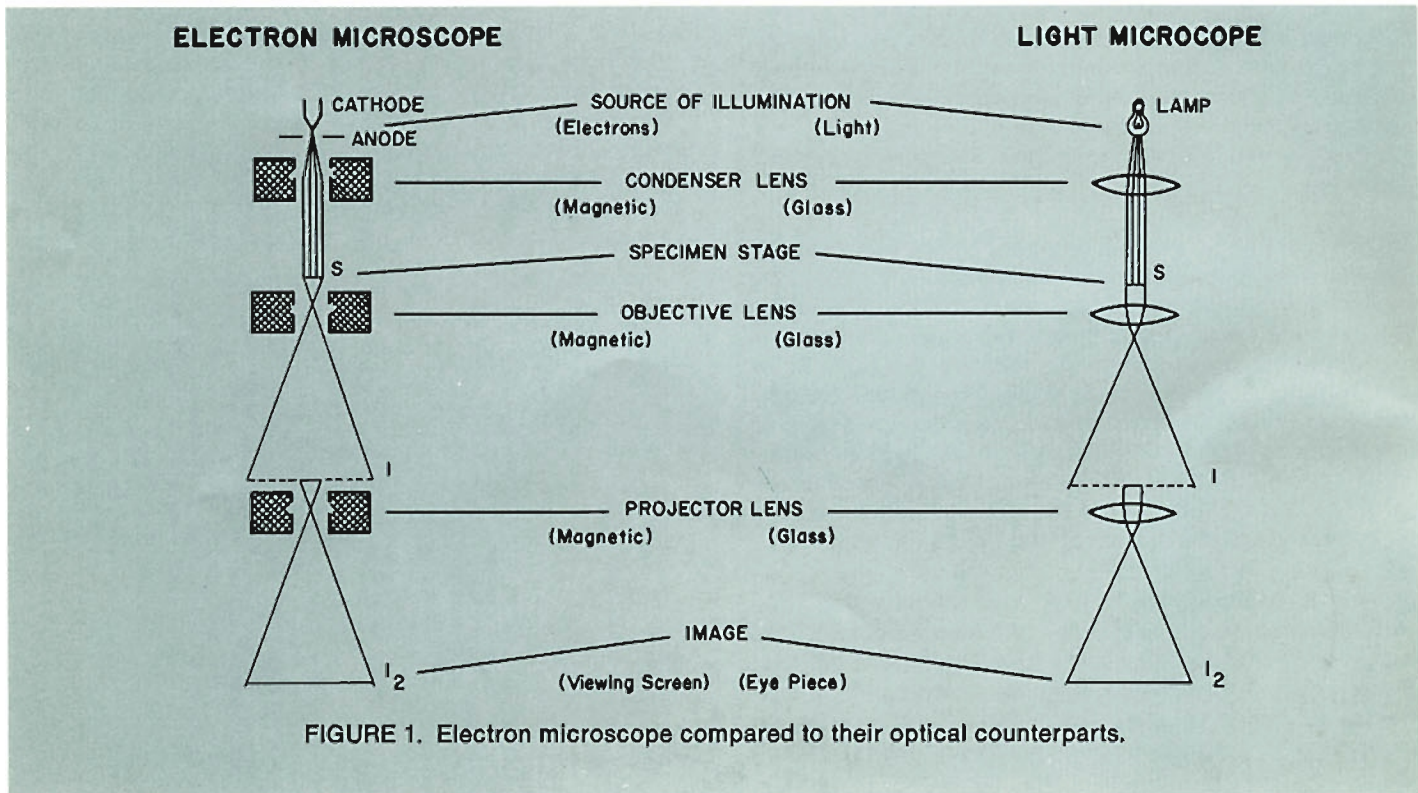 ELECTRON MICROSCOPE
LIGHT MICROCOPE
CATHODE
SOURCE OF ILLUMINATION
LAMP
(Electrons) (Light)
ANODE
CONDENSER LENS
(Magnetic) (Glass)
SPECIMEN STAGE
S
S
OBJECTIVE LENS
(Magnetic) (Glass)
I
I
PROJECTOR LENS
(Magnetic) (Glass)
IMAGE
I2
(Viewing Screen) (Eye Piece)
I2
FIGURE 1. Electron microscope compared to their optical counterparts.